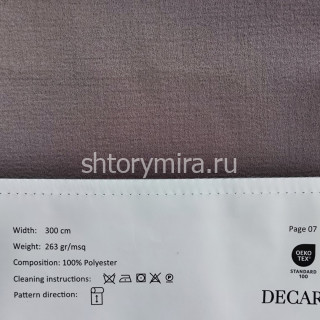 shtorymira.ru
Width: 300 cm
Page 07
Weight: 263 gr/msq
Composition: 100% Polyester
Cleaning instructions:
Pattern direction:
OEKO
TEX®
STANDARD
100
DECAR